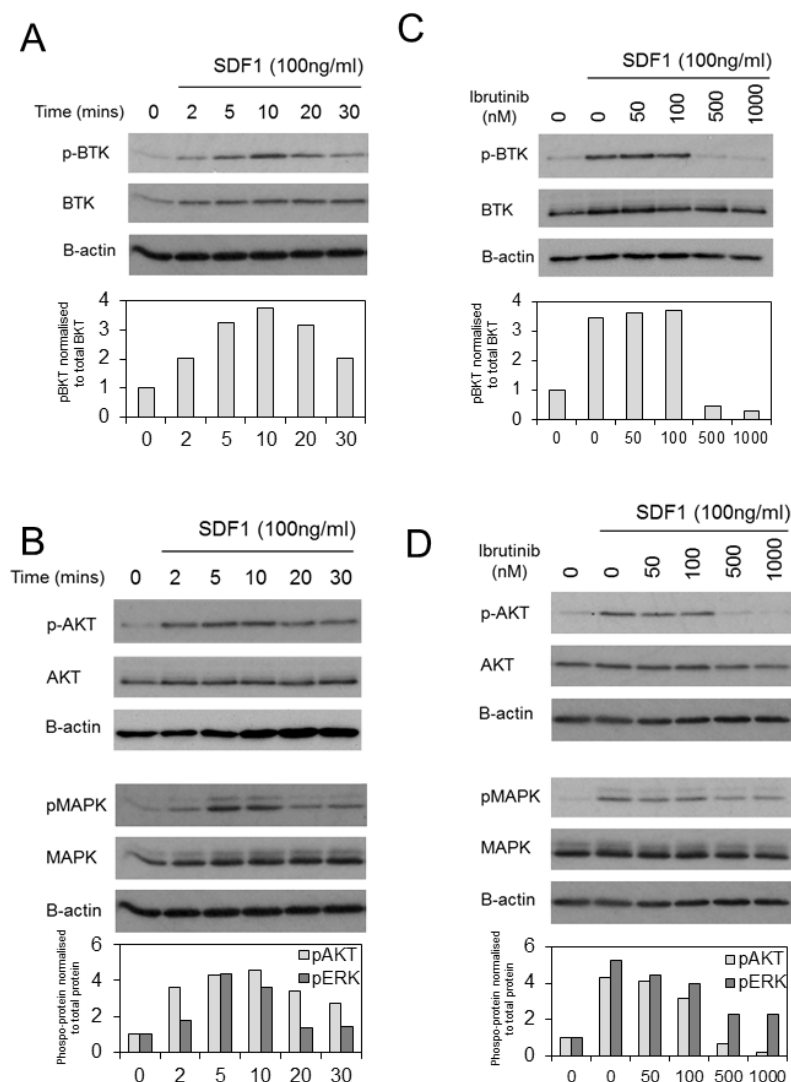 A
SDF1 (100ng/ml)
Time (mins) 0 2 5 10 20 30
p-BTK
BTK
B-actin
pBKT normalised
to total BKT
4
3
2
1
0
0 2 5 10 20 30
B
SDF1 (100ng/ml)
Time (mins) 0 2 5 10 20 30
p-AKT
AKT
B-actin
pMAPK
MAPK
B-actin
Phospo-protein normalised
to total protein
6
4
2
0
pAKT
pERK
0 2 5 10 20 30
C
SDF1 (100ng/ml)
Ibrutinib
(nM)
0 0 50 100 500 1000
p-BTK
BTK
B-actin
pBKT normalised
to total BKT
4
3
2
1
0
0 0 50 100 500 1000
D
SDF1 (100ng/ml)
Ibrutinib
(nM)
0 0 50 100 500 1000
p-AKT
AKT
B-actin
pMAPK
MAPK
B-actin
Phospo-protein normalised
to total protein
6
4
2
0
pAKT
pERK
0 0 50 100 500 1000